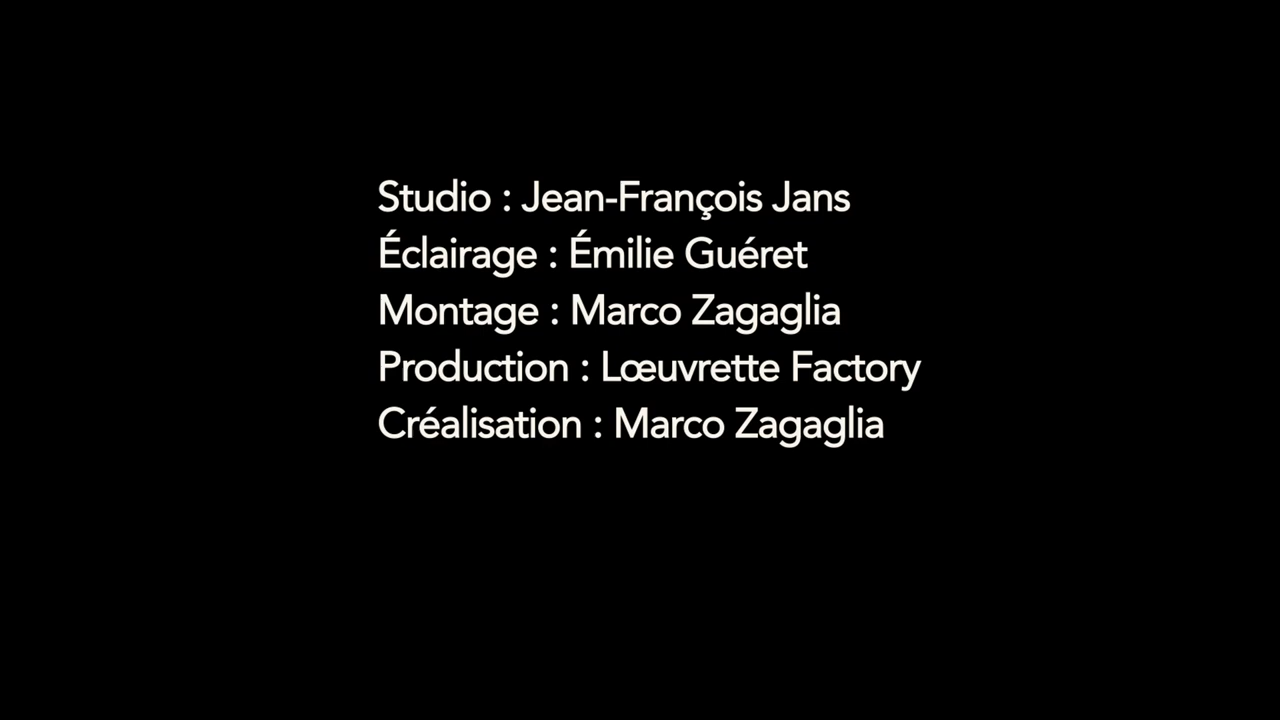 Studio : Jean-François Jans
Éclairage : Émilie Guéret
Montage : Marco Zagaglia
Production : Lœuvrette Factory
Créalisation : Marco Zagaglia